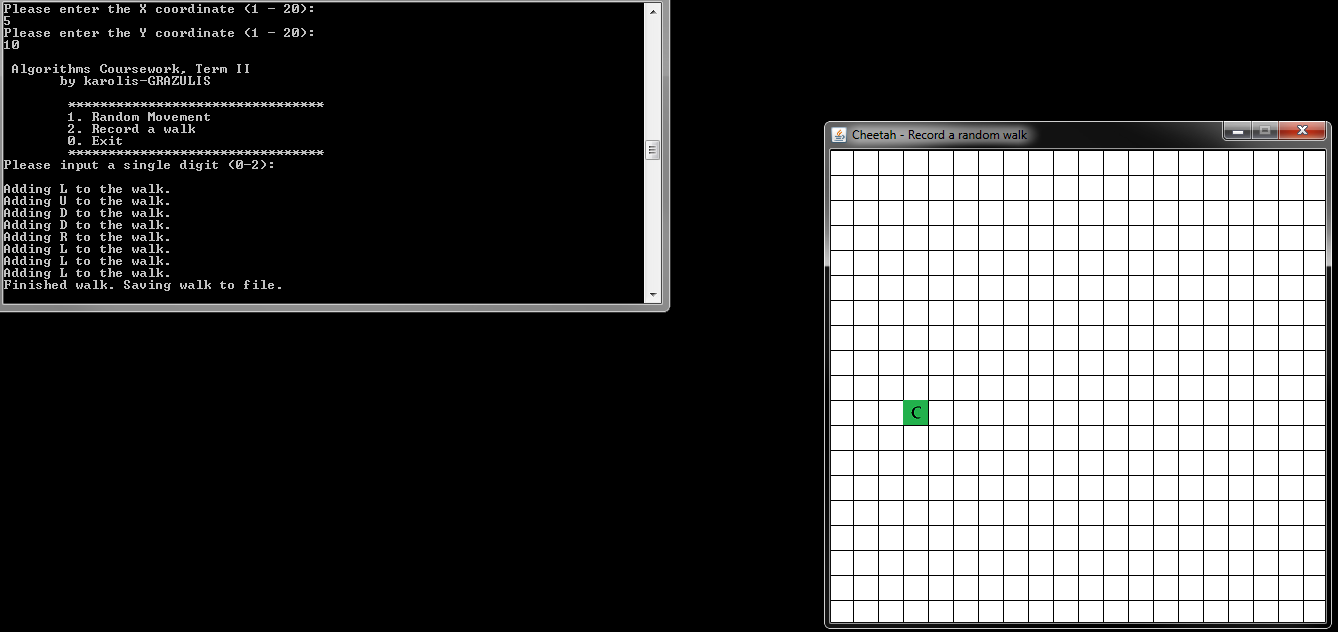 Please enter the X coordinate (1 - 20):
5
Please enter the Y coordinate (1 - 20):
10
Algorithms Coursework, Term II
by karolis-GRAZULIS
********************************
1. Random Movement
2. Record a walk
0. Exit
********************************
Please input a single digit (0-2):
Adding L to the walk.
Adding U to the walk.
Adding D to the walk.
Adding D to the walk.
Adding R to the walk.
Adding L to the walk.
Adding L to the walk.
Adding L to the walk.
Finished walk. Saving walk to file.
Cheetah - Record a random walk
C